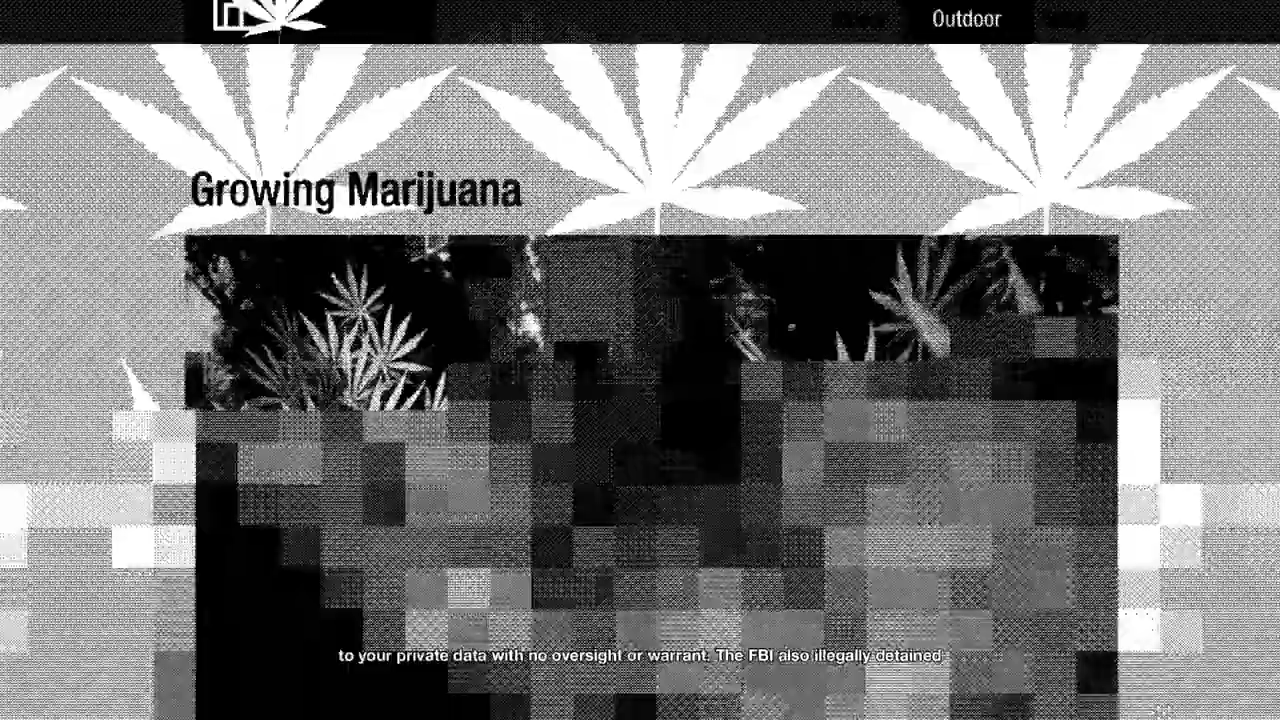 Outdoor
Growing Marijuana
to your private data with no oversight or warrant. The FBI also illegally detained